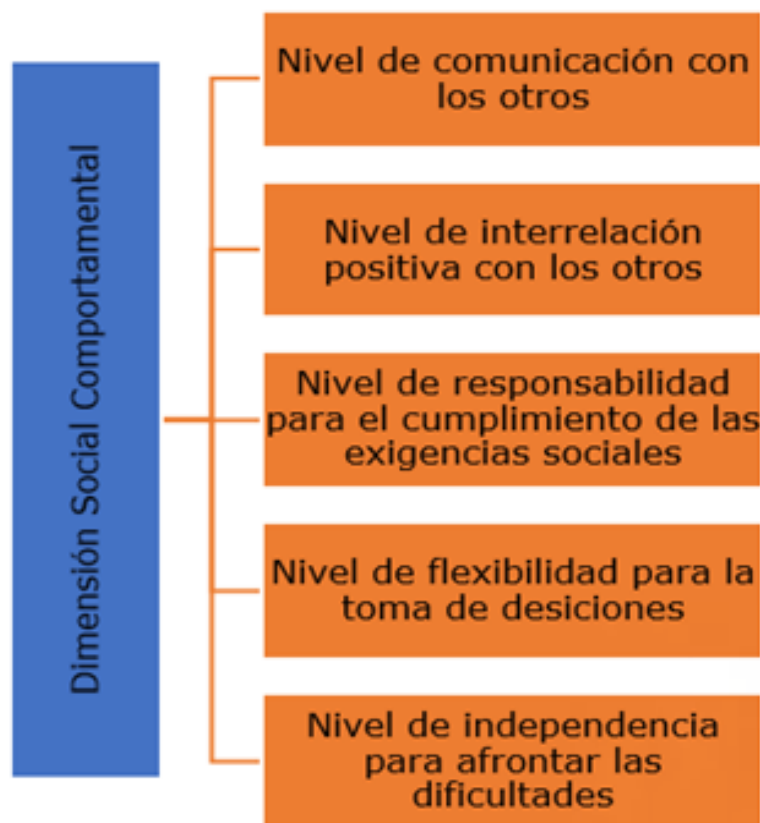 Dimensión Social Comportamental
Nivel de comunicación con
los otros
Nivel de interrelación
positiva con los otros
Nivel de responsabilidad
para el cumplimiento de las
exigencias sociales
Nivel de flexibilidad para la
toma de desiciones
Nivel de independencia
para afrontar las
dificultades